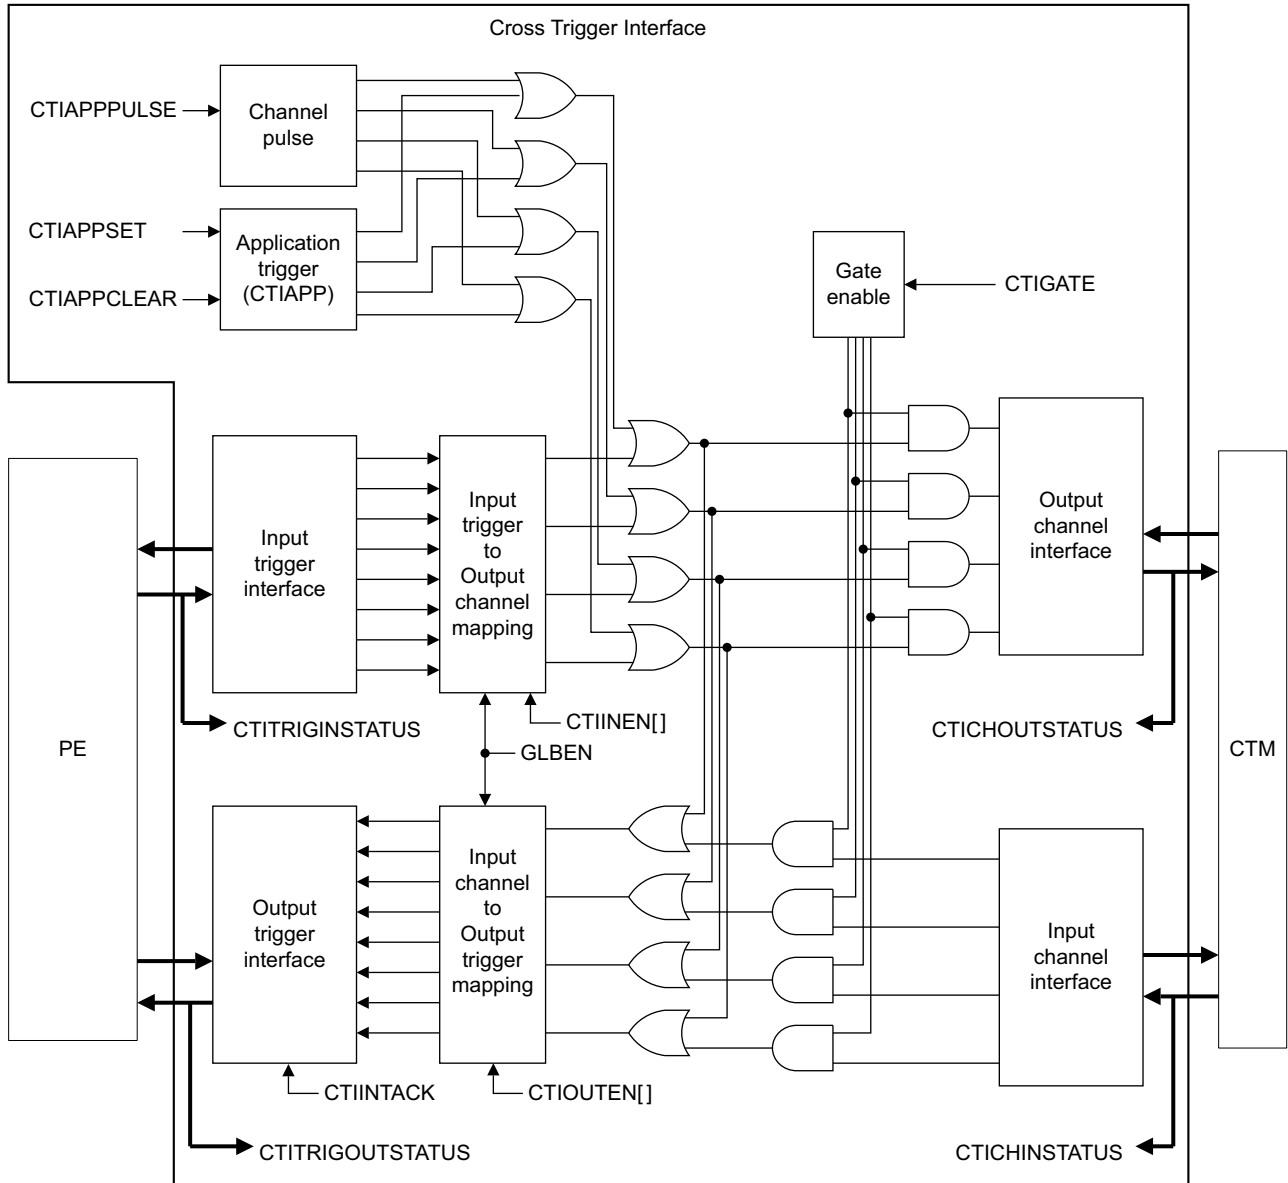 Cross Trigger Interface
CTIAPPPULSE
Channel
pulse
CTIAPPSET
CTIAPPCLEAR
Application
trigger
(CTIAPP)
Gate
enable
CTIGATE
PE
Input
trigger
interface
Input
trigger
to
Output
channel
mapping
Output
channel
interface
CTM
CTITRIGINSTATUS
CTIINEN[]
GLBEN
CTICHOUTSTATUS
Output
trigger
interface
Input
channel
to
Output
trigger
mapping
Input
channel
interface
CTIINTACK
CTIOUTEN[]
CTITRIGOUTSTATUS
CTICHINSTATUS